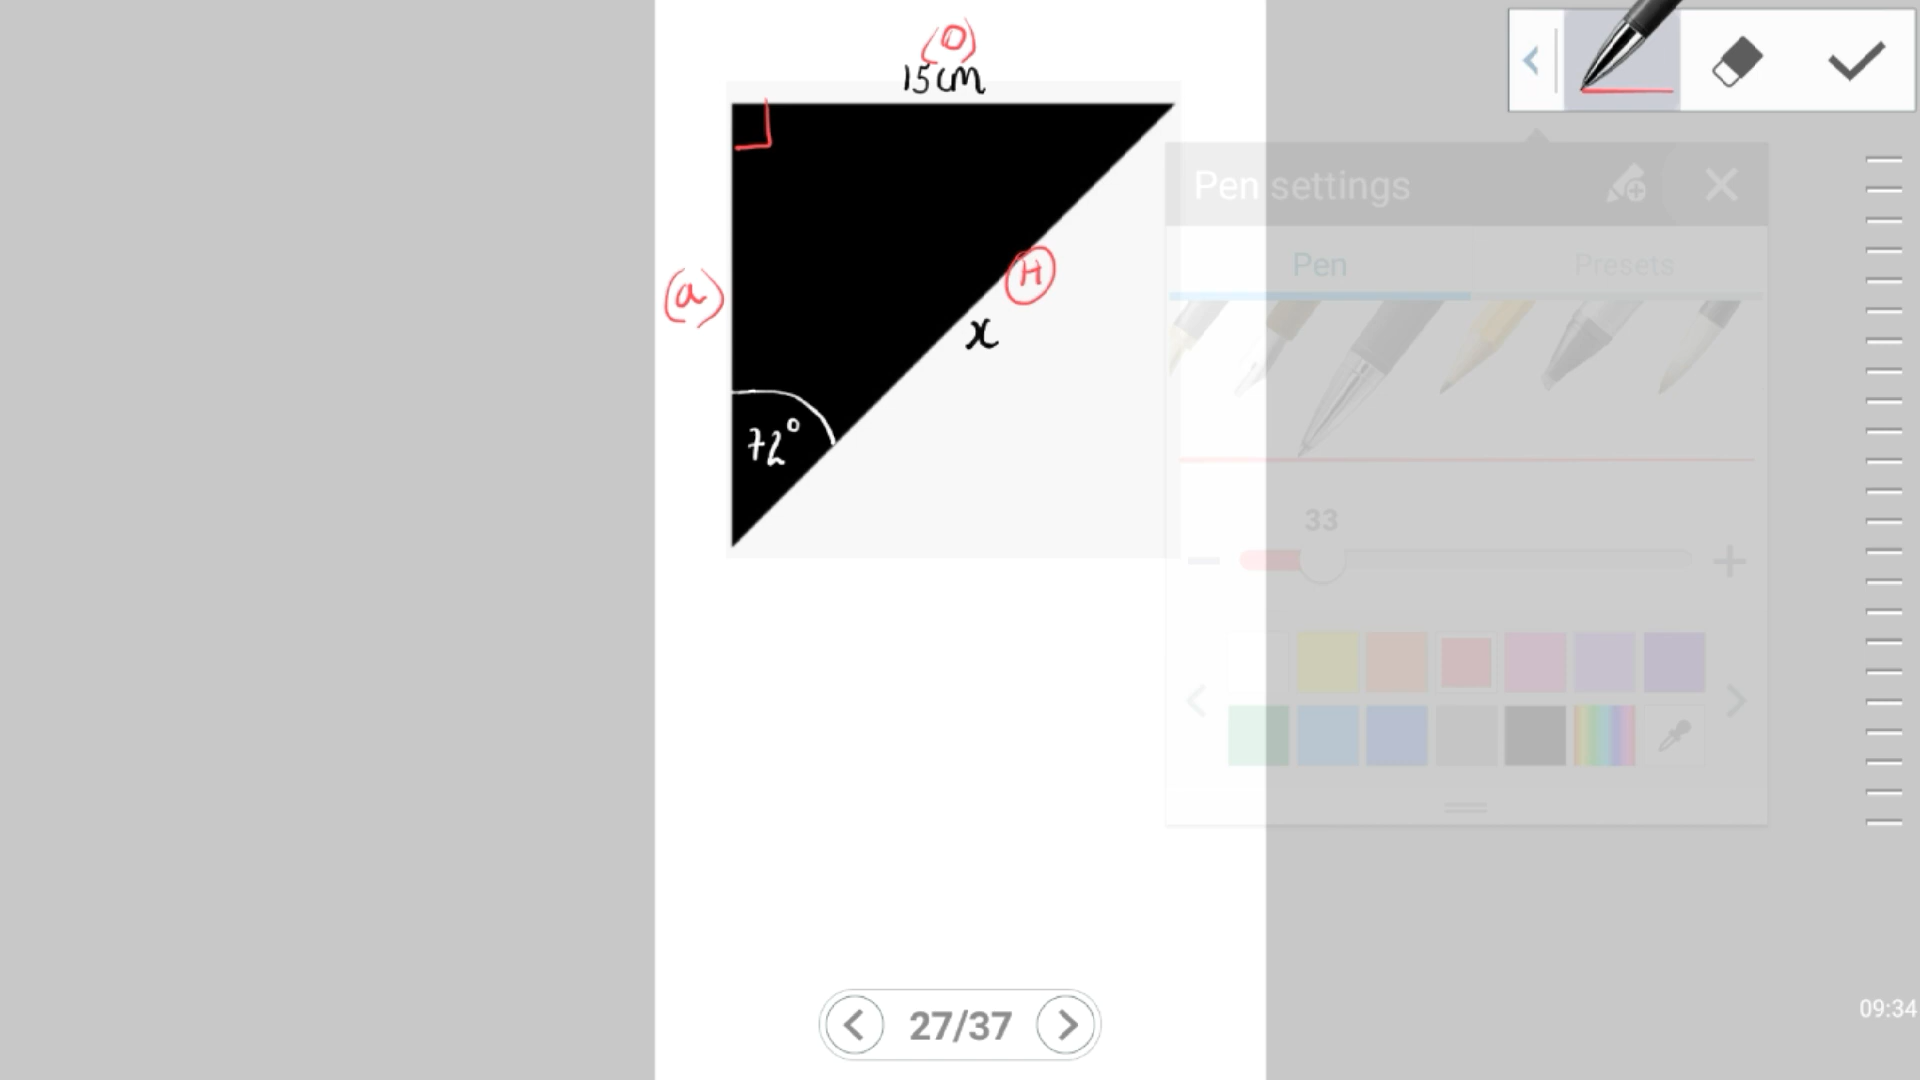 (O)
15cm
Pen settings
Pen
Presets
(a)
H
x
72°
33
27/37
09:34